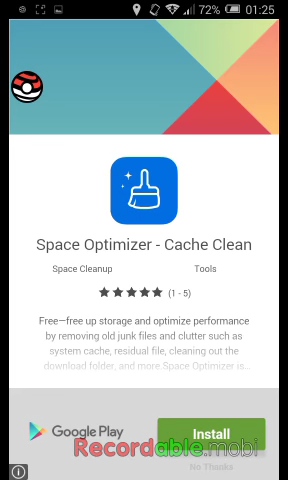 72% 01:25
Space Optimizer - Cache Clean
Space Cleanup Tools
(1 - 5)
Free—free up storage and optimize performance
by removing old junk files and clutter such as
system cache, residual file, cleaning out the
download folder, and more.Space Optimizer is...
Google Play
Install
Recordable.mobi
No Thanks